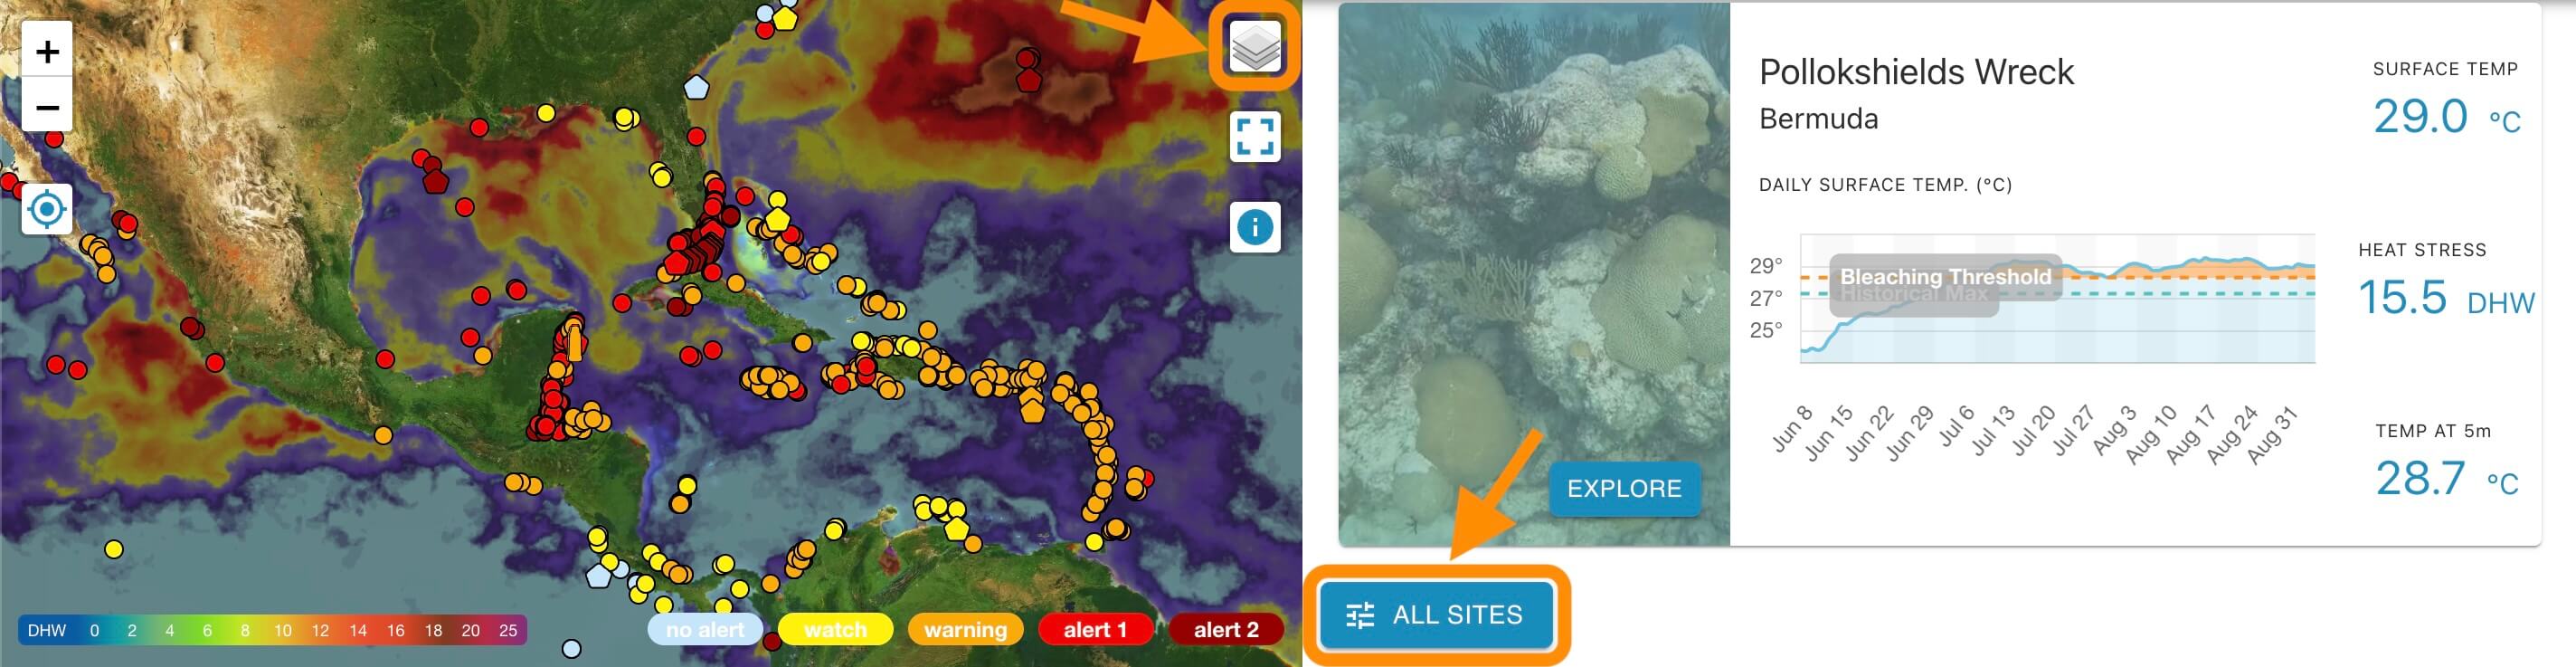 +
−
i
DHW 0 2 4 6 8 10 12 14 16 18 20 25
no alert
watch
warning
alert 1
alert 2
Pollokshields Wreck
Bermuda
DAILY SURFACE TEMP. (°C)
29°
27°
25°
Bleaching Threshold
Historical Max
Jun 8
Jun 15
Jun 22
Jun 29
Jul 6
Jul 13
Jul 20
Jul 27
Aug 3
Aug 10
Aug 17
Aug 24
Aug 31
SURFACE TEMP
29.0 °C
HEAT STRESS
15.5 DHW
TEMP AT 5m
28.7 °C
EXPLORE
ALL SITES